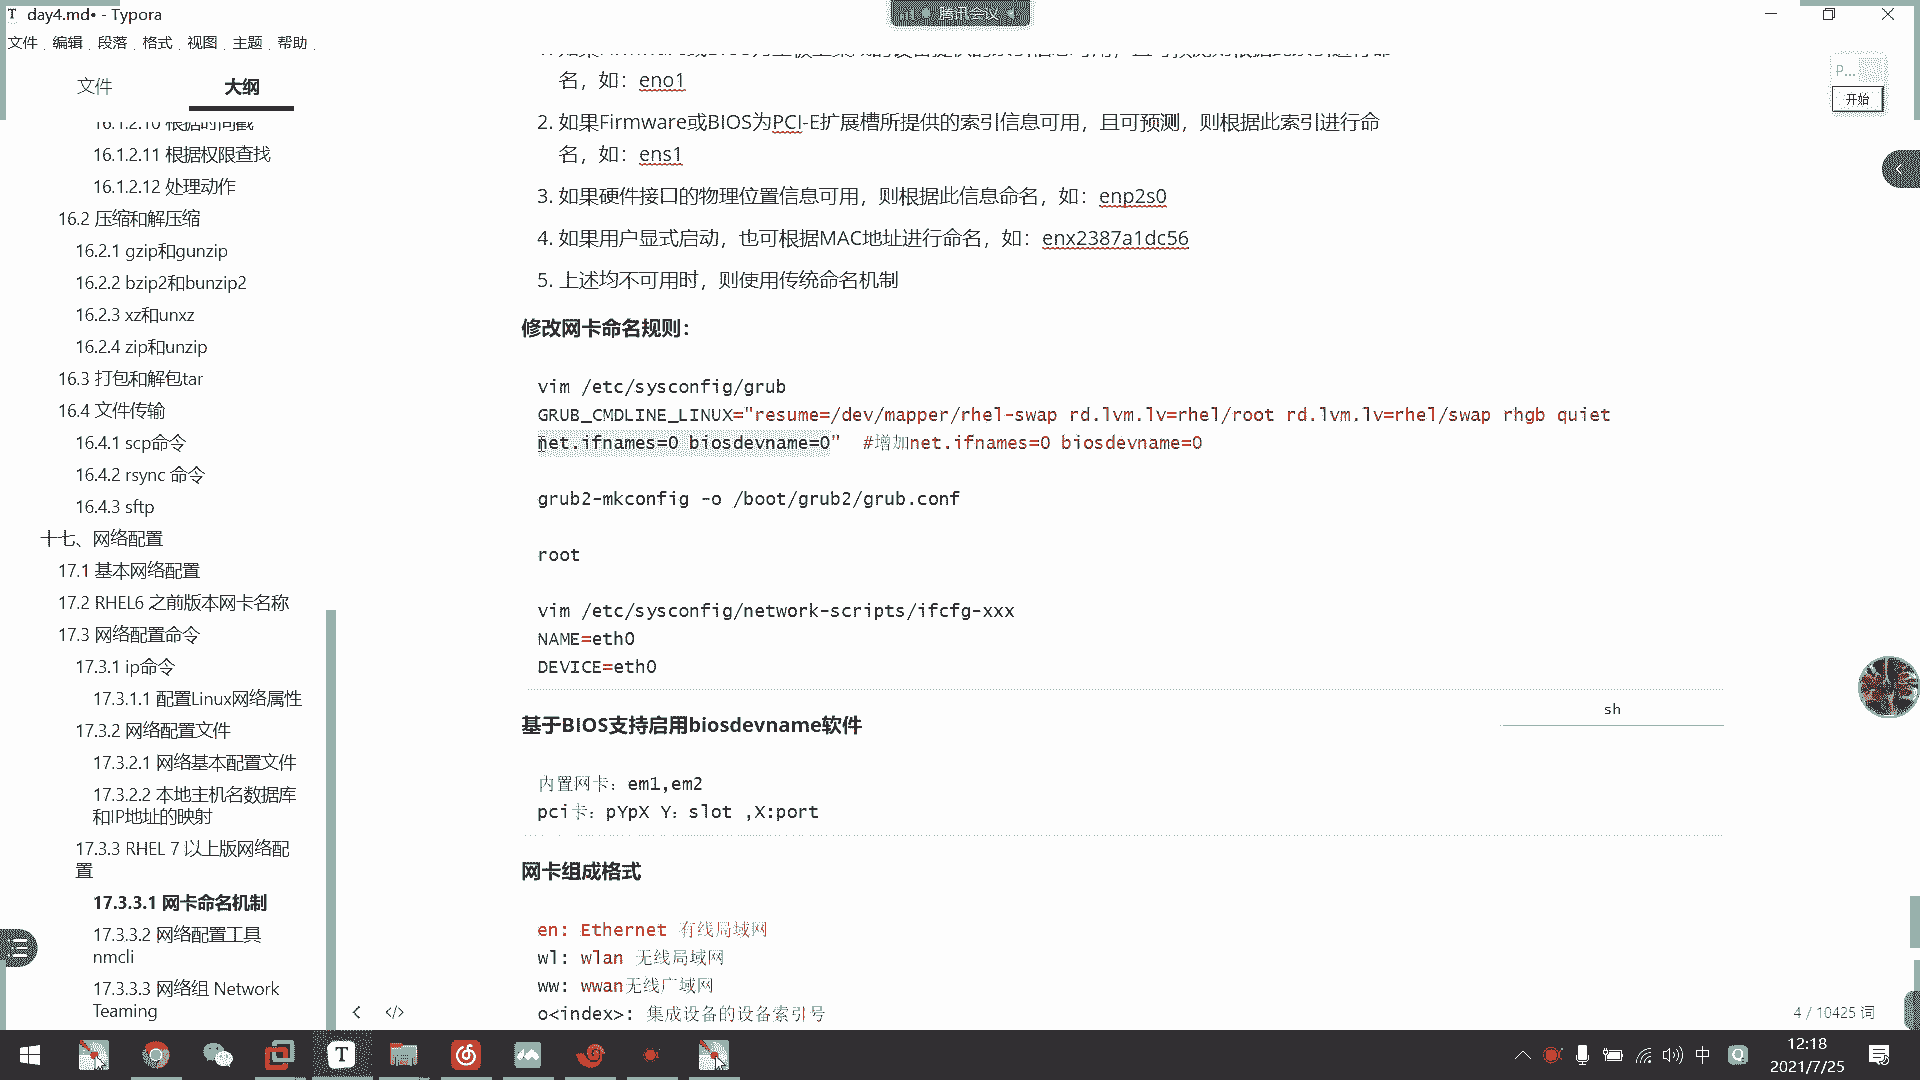 day4.md• - Typora
腾讯会议
文件 编辑 段落 格式 视图 主题 帮助
文件
大纲
16.1.2.10 根据时间戳
16.1.2.11 根据权限查找
16.1.2.12 处理动作
16.2 压缩和解压缩
16.2.1 gzip和gunzip
16.2.2 bzip2和bunzip2
16.2.3 xz和unxz
16.2.4 zip和unzip
16.3 打包和解包tar
16.4 文件传输
16.4.1 scp命令
16.4.2 rsync 命令
16.4.3 sftp
十七、网络配置
17.1 基本网络配置
17.2 RHEL6 之前版本网卡名称
17.3 网络配置命令
17.3.1 ip命令
17.3.1.1 配置Linux网络属性
17.3.2 网络配置文件
17.3.2.1 网络基本配置文件
17.3.2.2 本地主机名数据库
和IP地址的映射
17.3.3 RHEL 7 以上版网络配
置
17.3.3.1 网卡命名机制
17.3.3.2 网络配置工具
nmcli
17.3.3.3 网络组 Network
Teaming
名，如：eno1
2. 如果Firmware或BIOS为PCI-E扩展槽所提供的索引信息可用，且可预测，则根据此索引进行命
名，如：ens1
3. 如果硬件接口的物理位置信息可用，则根据此信息命名，如：enp2s0
4. 如果用户显式启动，也可根据MAC地址进行命名，如：enx2387a1dc56
5. 上述均不可用时，则使用传统命名机制
修改网卡命名规则：
vim /etc/sysconfig/grub
GRUB_CMDLINE_LINUX="resume=/dev/mapper/rhel-swap rd.lvm.lv=rhel/root rd.lvm.lv=rhel/swap rhgb quiet
net.ifnames=0 biosdevname=0" #增加net.ifnames=0 biosdevname=0
grub2-mkconfig -o /boot/grub2/grub.conf
root
vim /etc/sysconfig/network-scripts/ifcfg-xxx
NAME=eth0
DEVICE=eth0
sh
基于BIOS支持启用biosdevname软件
内置网卡：em1,em2
pci卡：pYpX Y：slot ,X:port
网卡组成格式
en: Ethernet 有线局域网
wl: wlan 无线局域网
ww: wwan无线广域网
o<index>: 集成设备的设备索引号
P...
开始
4 / 10425 词
中
12:18
2021/7/25